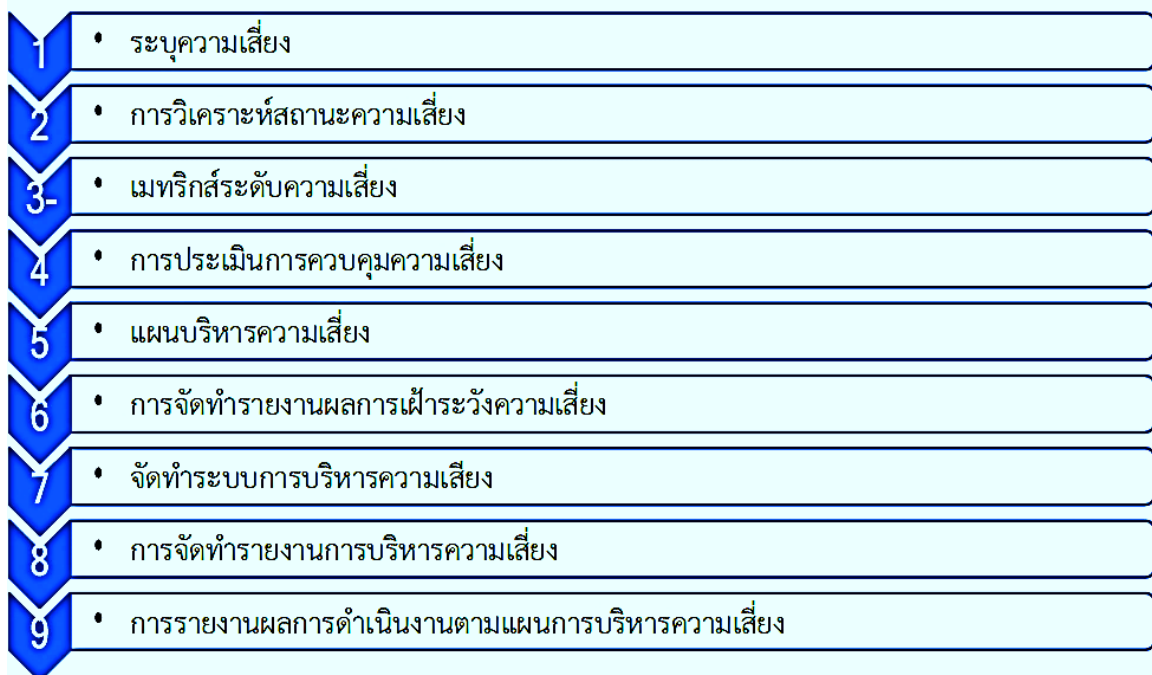 1 • ระบุความเสี่ยง
2 • การวิเคราะห์สถานะความเสี่ยง
3- • เมทริกส์ระดับความเสี่ยง
4 • การประเมินการควบคุมความเสี่ยง
5 • แผนบริหารความเสี่ยง
6 • การจัดทำรายงานผลการเฝ้าระวังความเสี่ยง
7 • จัดทำระบบการบริหารความเสียง
8 • การจัดทำรายงานการบริหารความเสี่ยง
9 • การรายงานผลการดำเนินงานตามแผนการบริหารความเสี่ยง